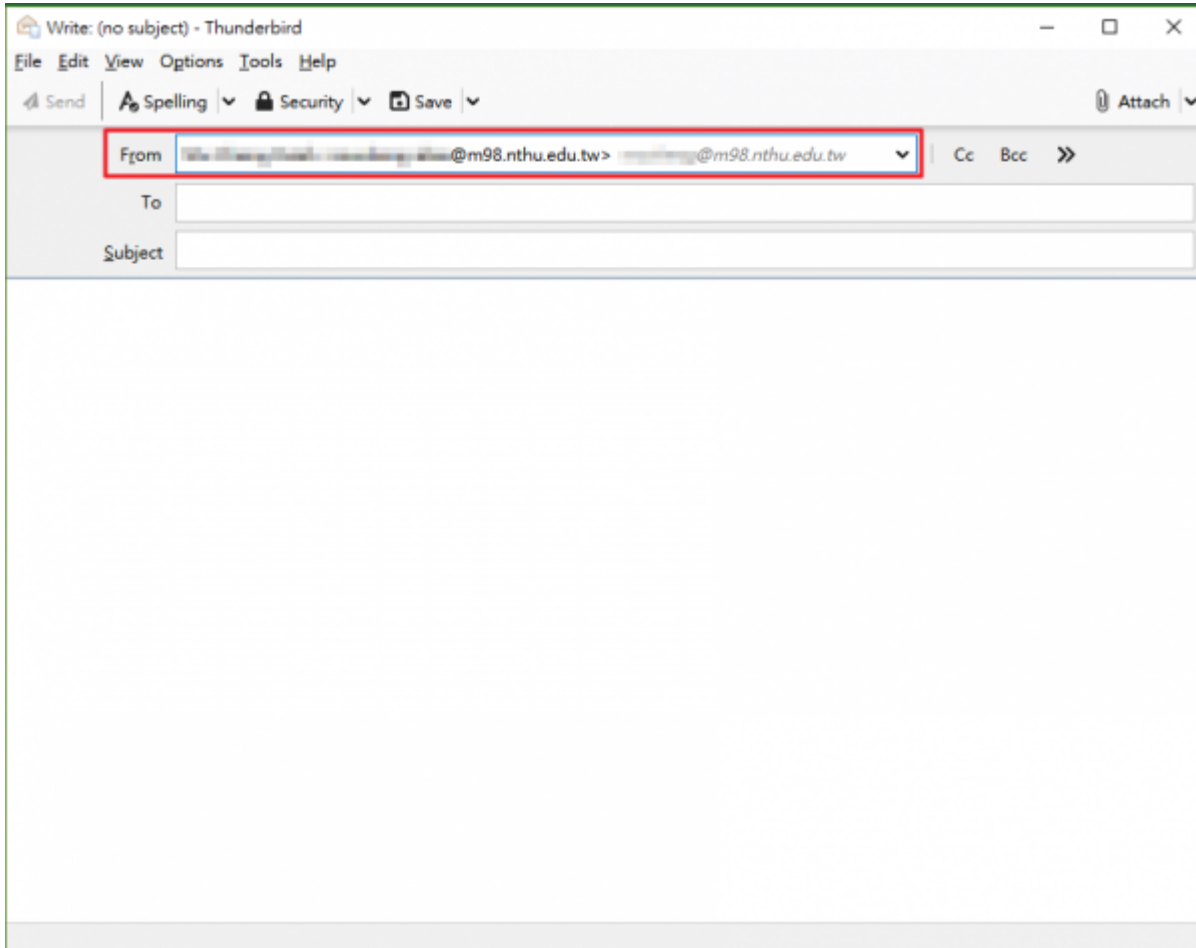 Write: (no subject) - Thunderbird
File Edit View Options Tools Help
Send Spelling Security Save Attach
From @m98.nthu.edu.tw> @m98.nthu.edu.tw Cc Bcc
To
Subject